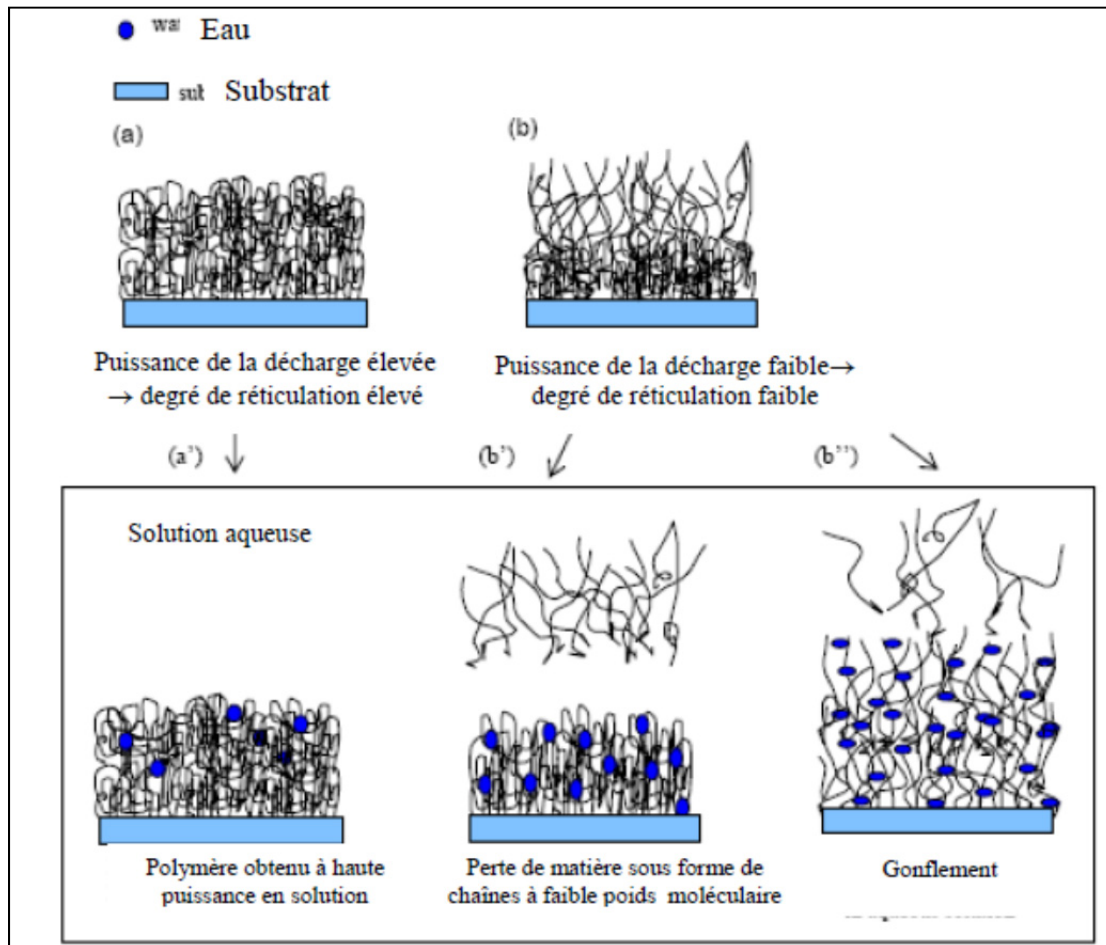 wat Eau
sub Substrat
(a)
(b)
Puissance de la décharge élevée
→ degré de réticulation élevé
Puissance de la décharge faible→
degré de réticulation faible
(a')
(b')
(b'')
Solution aqueuse
Polymère obtenu à haute
puissance en solution
Perte de matière sous forme de
chaînes à faible poids moléculaire
Gonflement